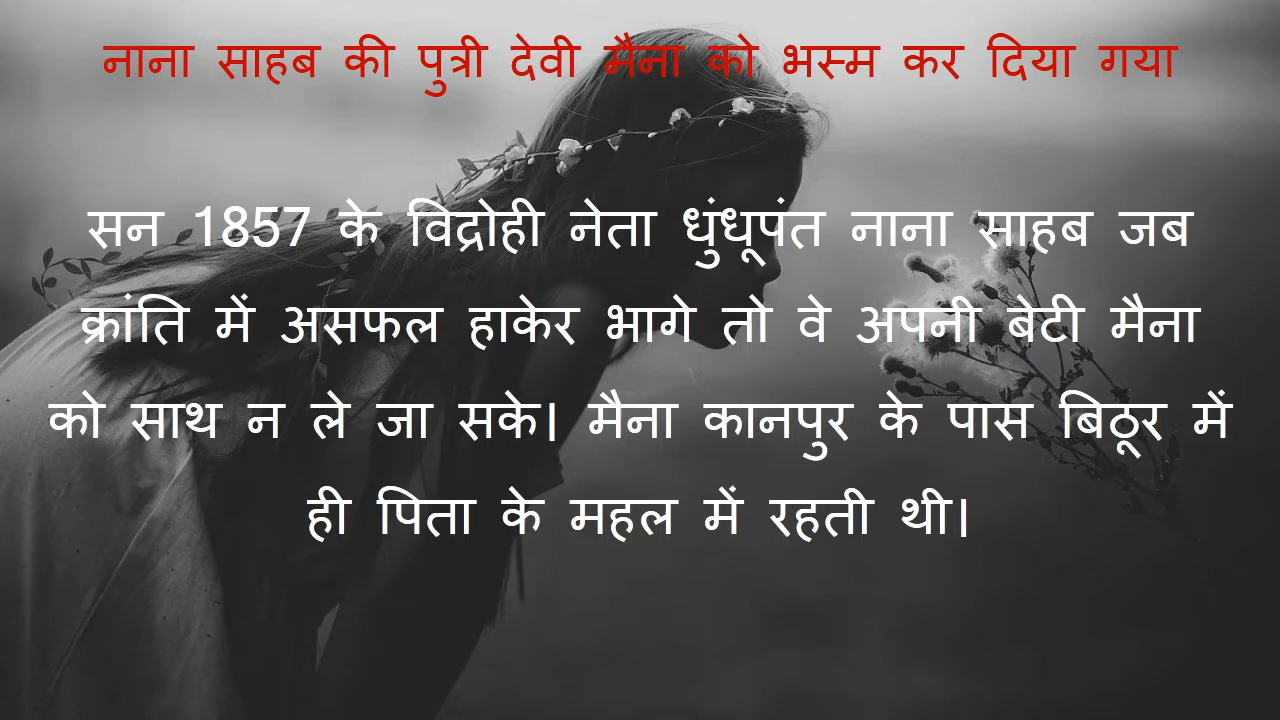 नाना साहब की पुत्री देवी मैना को भस्म कर दिया गया
सन 1857 के विद्रोही नेता धुंधूपंत नाना साहब जब
क्रांति में असफल हाकेर भागे तो वे अपनी बेटी मैना
को साथ न ले जा सके। मैना कानपुर के पास बिठूर में
ही पिता के महल में रहती थी।